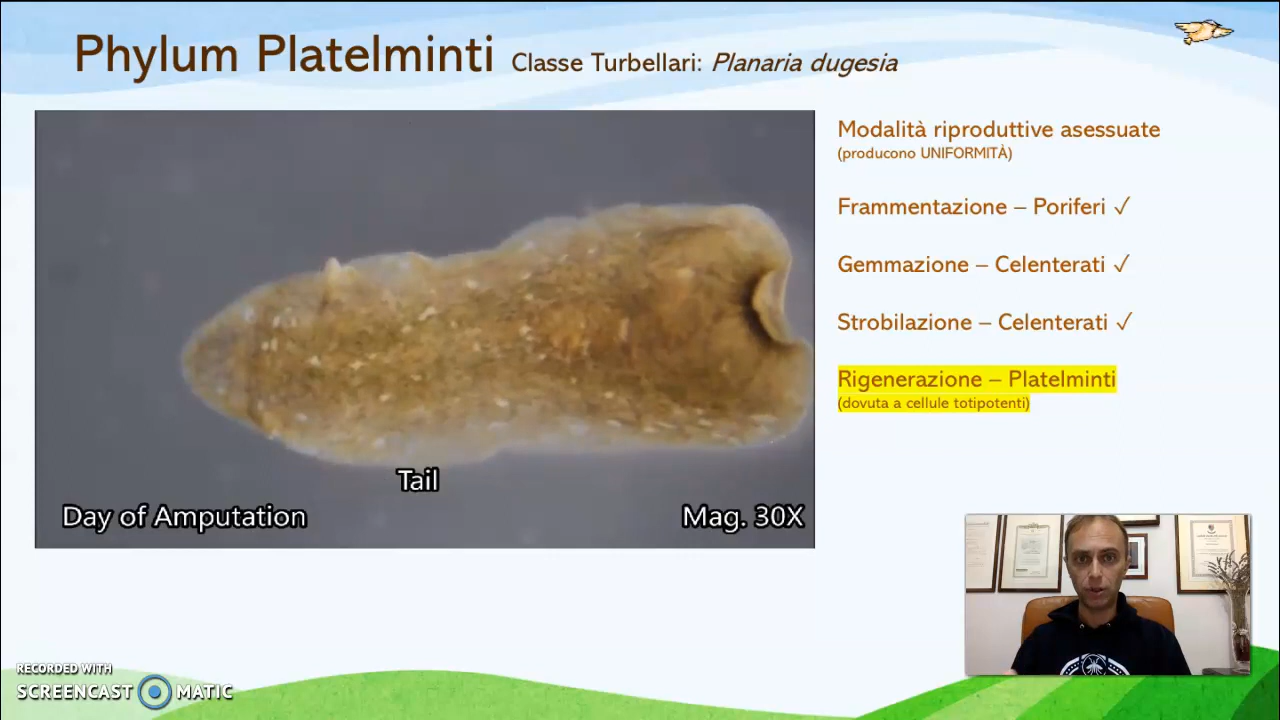 Phylum Platelminti Classe Turbellari: Planaria dugesia
Modalità riproduttive asessuate
(producono UNIFORMITÀ)
Frammentazione – Poriferi ✓
Gemmazione – Celenterati ✓
Strobilazione – Celenterati ✓
Rigenerazione – Platelminti
(dovuta a cellule totipotenti)
Tail
Day of Amputation
Mag. 30X
RECORDED WITH
SCREENCAST MATIC